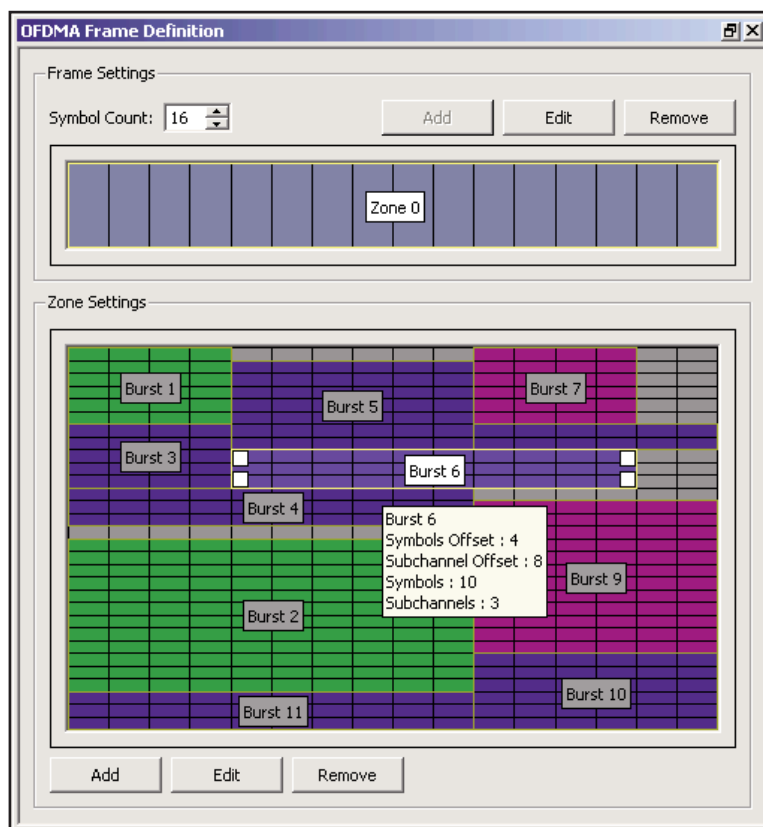 OFDMA Frame Definition
Frame Settings
Symbol Count: 16
Add
Edit
Remove
Zone 0
Zone Settings
Burst 1
Burst 5
Burst 7
Burst 3
Burst 6
Burst 4
Burst 6
Symbols Offset : 4
Subchannel Offset : 8
Symbols : 10
Subchannels : 3
Burst 9
Burst 2
Burst 10
Burst 11
Add
Edit
Remove